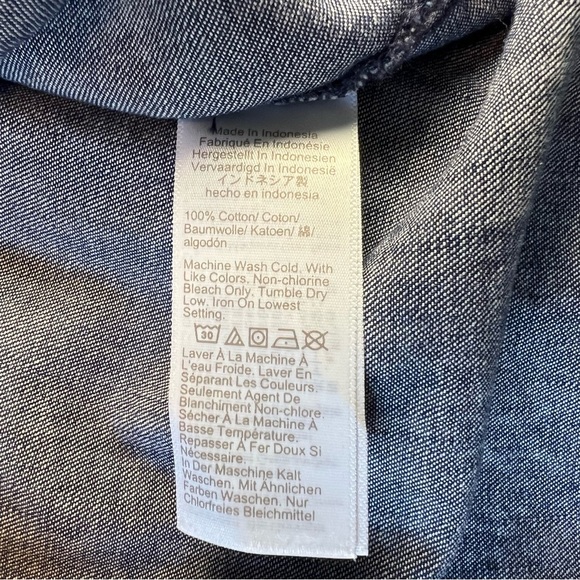 Made In Indonesia
Fabriqué En Indonésie
Hergestellt In Indonesien
Vervaardigd In Indonesië
インドネシア製
hecho en indonesia
100% Cotton/ Coton/
Baumwolle/ Katoen/ 綿/
algodón
Machine Wash Cold. With
Like Colors. Non-chlorine
Bleach Only. Tumble Dry
Low. Iron On Lowest
Setting.
30
Laver À La Machine À
L'eau Froide. Laver En
Séparant Les Couleurs.
Seulement Agent De
Blanchiment Non-chlore.
Sécher À La Machine À
Basse Température.
Repasser À Fer Doux Si
Nécessaire.
In Der Maschine Kalt
Waschen. Mit Ähnlichen
Farben Waschen. Nur
Chlorfreies Bleichmittel